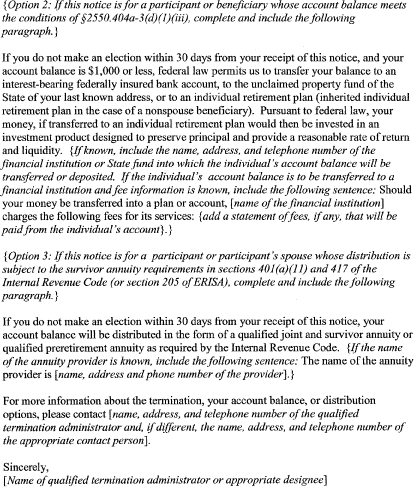 {Option 2: If this notice is for a participant or beneficiary whose account balance meets
the conditions of §2550.404a-3(d)(1)(iii), complete and include the following
paragraph.}
If you do not make an election within 30 days from your receipt of this notice, and your
account balance is $1,000 or less, federal law permits us to transfer your balance to an
interest-bearing federally insured bank account, to the unclaimed property fund of the
State of your last known address, or to an individual retirement plan (inherited individual
retirement plan in the case of a nonspouse beneficiary). Pursuant to federal law, your
money, if transferred to an individual retirement plan would then be invested in an
investment product designed to preserve principal and provide a reasonable rate of return
and liquidity. {If known, include the name, address, and telephone number of the
financial institution or State fund into which the individual's account balance will be
transferred or deposited. If the individual's account balance is to be transferred to a
financial institution and fee information is known, include the following sentence: Should
your money be transferred into a plan or account, [name of the financial institution]
charges the following fees for its services: {add a statement of fees, if any, that will be
paid from the individual's account}.}
{Option 3: If this notice is for a participant or participant's spouse whose distribution is
subject to the survivor annuity requirements in sections 401(a)(11) and 417 of the
Internal Revenue Code (or section 205 of ERISA), complete and include the following
paragraph.}
If you do not make an election within 30 days from your receipt of this notice, your
account balance will be distributed in the form of a qualified joint and survivor annuity or
qualified preretirement annuity as required by the Internal Revenue Code. {If the name
of the annuity provider is known, include the following sentence: The name of the annuity
provider is [name, address and phone number of the provider].}
For more information about the termination, your account balance, or distribution
options, please contact [name, address, and telephone number of the qualified
termination administrator and, if different, the name, address, and telephone number of
the appropriate contact person].
Sincerely,
[Name of qualified termination administrator or appropriate designee]